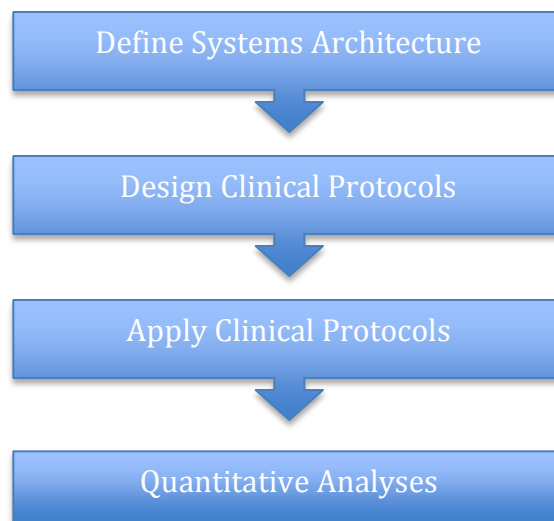 Define Systems Architecture
Design Clinical Protocols
Apply Clinical Protocols
Quantitative Analyses